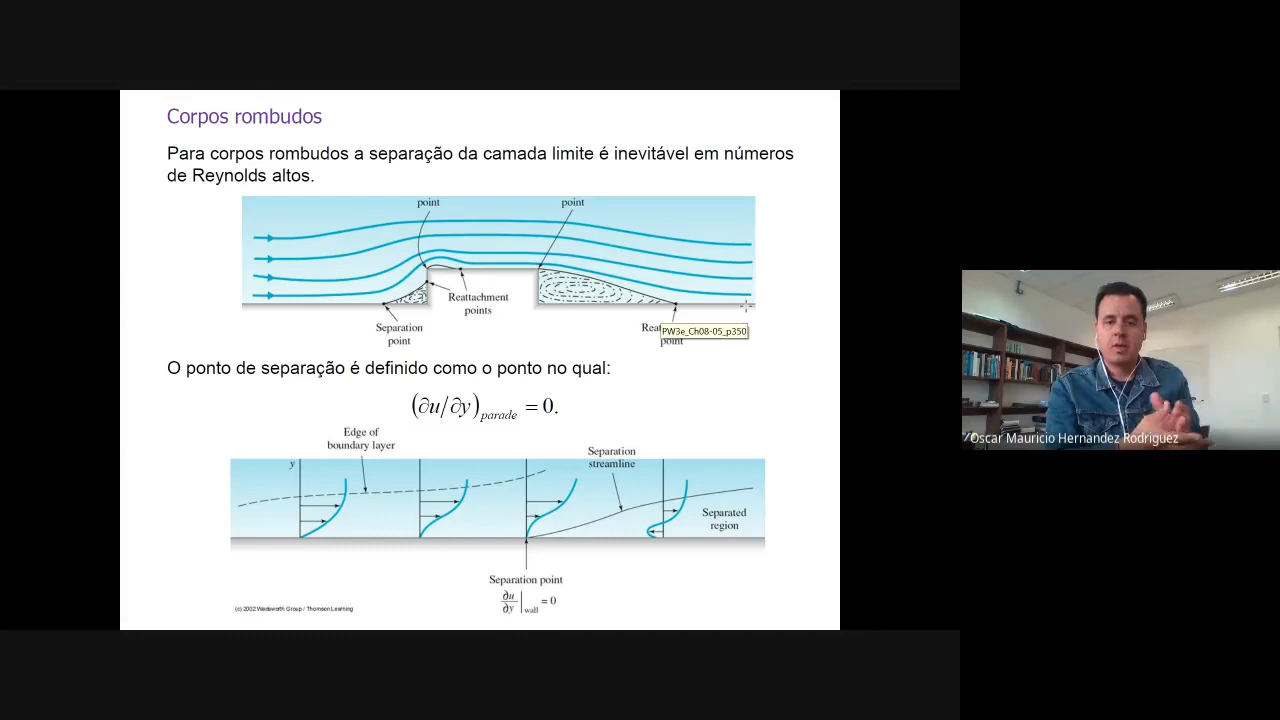 Corpos rombudos
Para corpos rombudos a separação da camada limite é inevitável em números
de Reynolds altos.
point
point
Reattachment
points
Separation
point
Reat
point
PW3e_Ch08-05_p350
O ponto de separação é definido como o ponto no qual:
(∂u/∂y)parade = 0.
Edge of
boundary layer
y
Separation
streamline
Separated
region
Separation point
∂u/∂y|wall = 0
(c) 2002 Wadsworth Group / Thomson Learning
Oscar Mauricio Hernandez Rodriguez